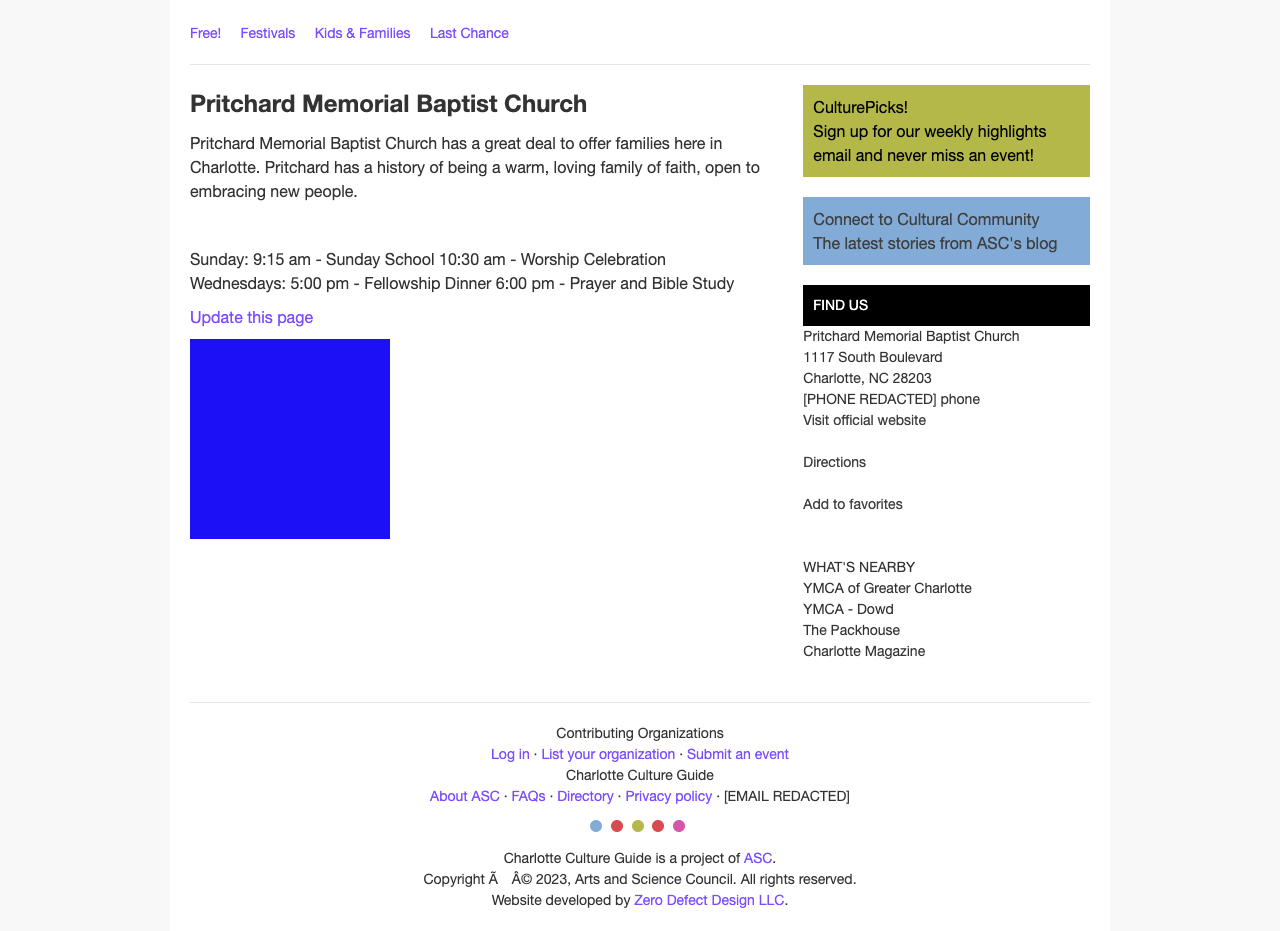 Free! Festivals Kids & Families Last Chance
Pritchard Memorial Baptist Church
Pritchard Memorial Baptist Church has a great deal to offer families here in
Charlotte. Pritchard has a history of being a warm, loving family of faith, open to
embracing new people.
Sunday: 9:15 am - Sunday School 10:30 am - Worship Celebration
Wednesdays: 5:00 pm - Fellowship Dinner 6:00 pm - Prayer and Bible Study
Update this page
CulturePicks!
Sign up for our weekly highlights
email and never miss an event!
Connect to Cultural Community
The latest stories from ASC's blog
FIND US
Pritchard Memorial Baptist Church
1117 South Boulevard
Charlotte, NC 28203
[PHONE REDACTED] phone
Visit official website
Directions
Add to favorites
WHAT'S NEARBY
YMCA of Greater Charlotte
YMCA - Dowd
The Packhouse
Charlotte Magazine
Contributing Organizations
Log in · List your organization · Submit an event
Charlotte Culture Guide
About ASC · FAQs · Directory · Privacy policy · [EMAIL REDACTED]
Charlotte Culture Guide is a project of ASC.
Copyright Ã Â© 2023, Arts and Science Council. All rights reserved.
Website developed by Zero Defect Design LLC.